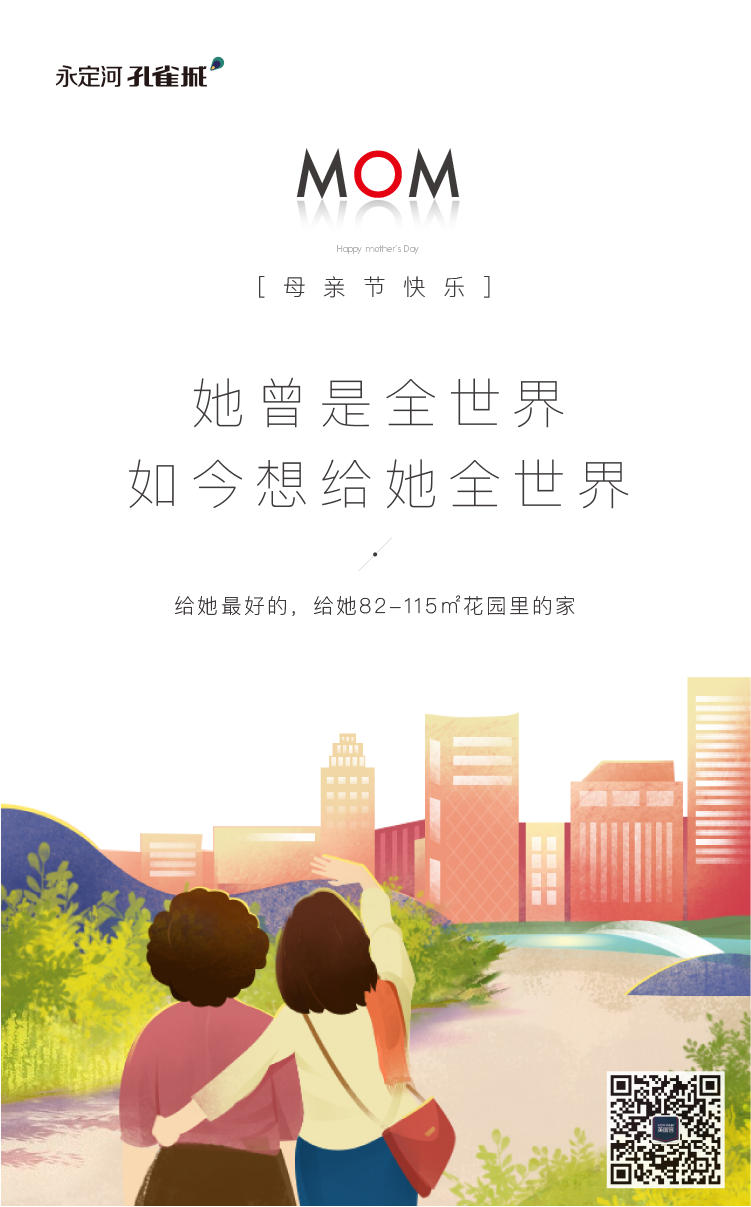 永定河 孔雀城
MOM
Happy mother's Day
[ 母亲节快乐 ]
她曾是全世界
如今想给她全世界
给她最好的，给她82-115㎡花园里的家